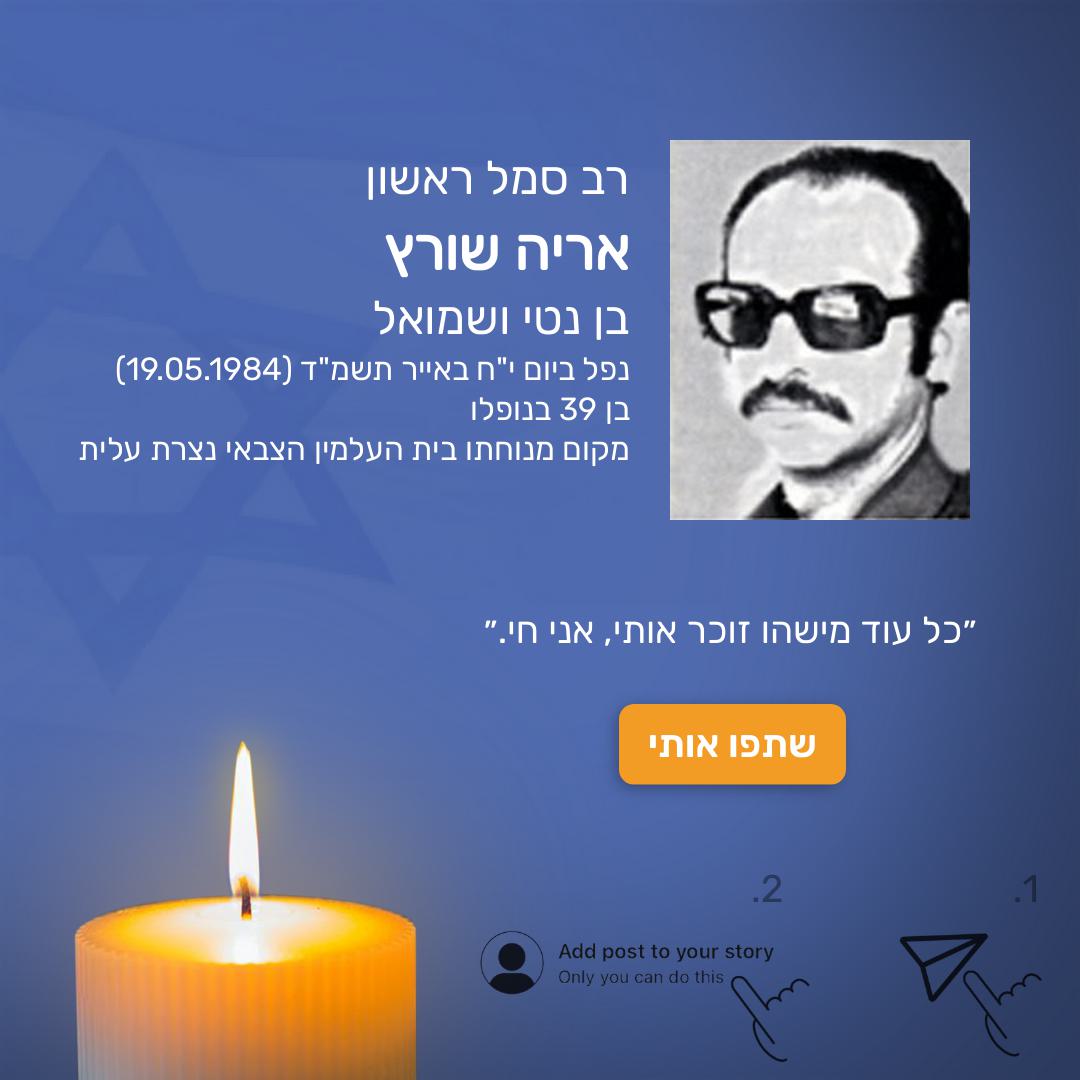 רב סמל ראשון
אריה שורץ
בן נטי ושמואל
נפל ביום י"ח באייר תשמ"ד (19.05.1984)
בן 39 בנופלו
מקום מנוחתו בית העלמין הצבאי נצרת עלית
״כל עוד מישהו זוכר אותי, אני חי.״
שתפו אותי
.1
.2
Add post to your story
Only you can do this